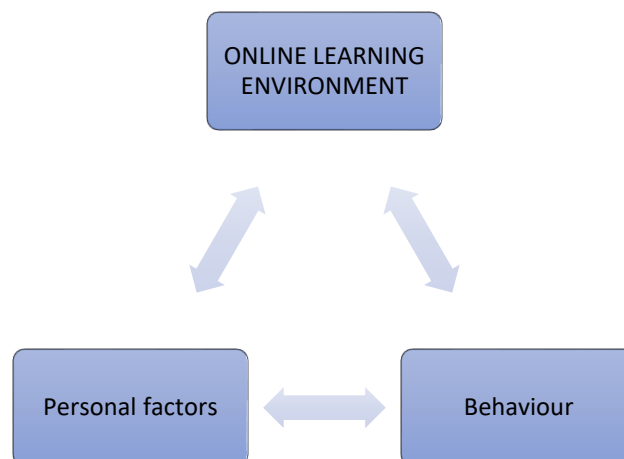 ONLINE LEARNING
ENVIRONMENT
Personal factors
Behaviour